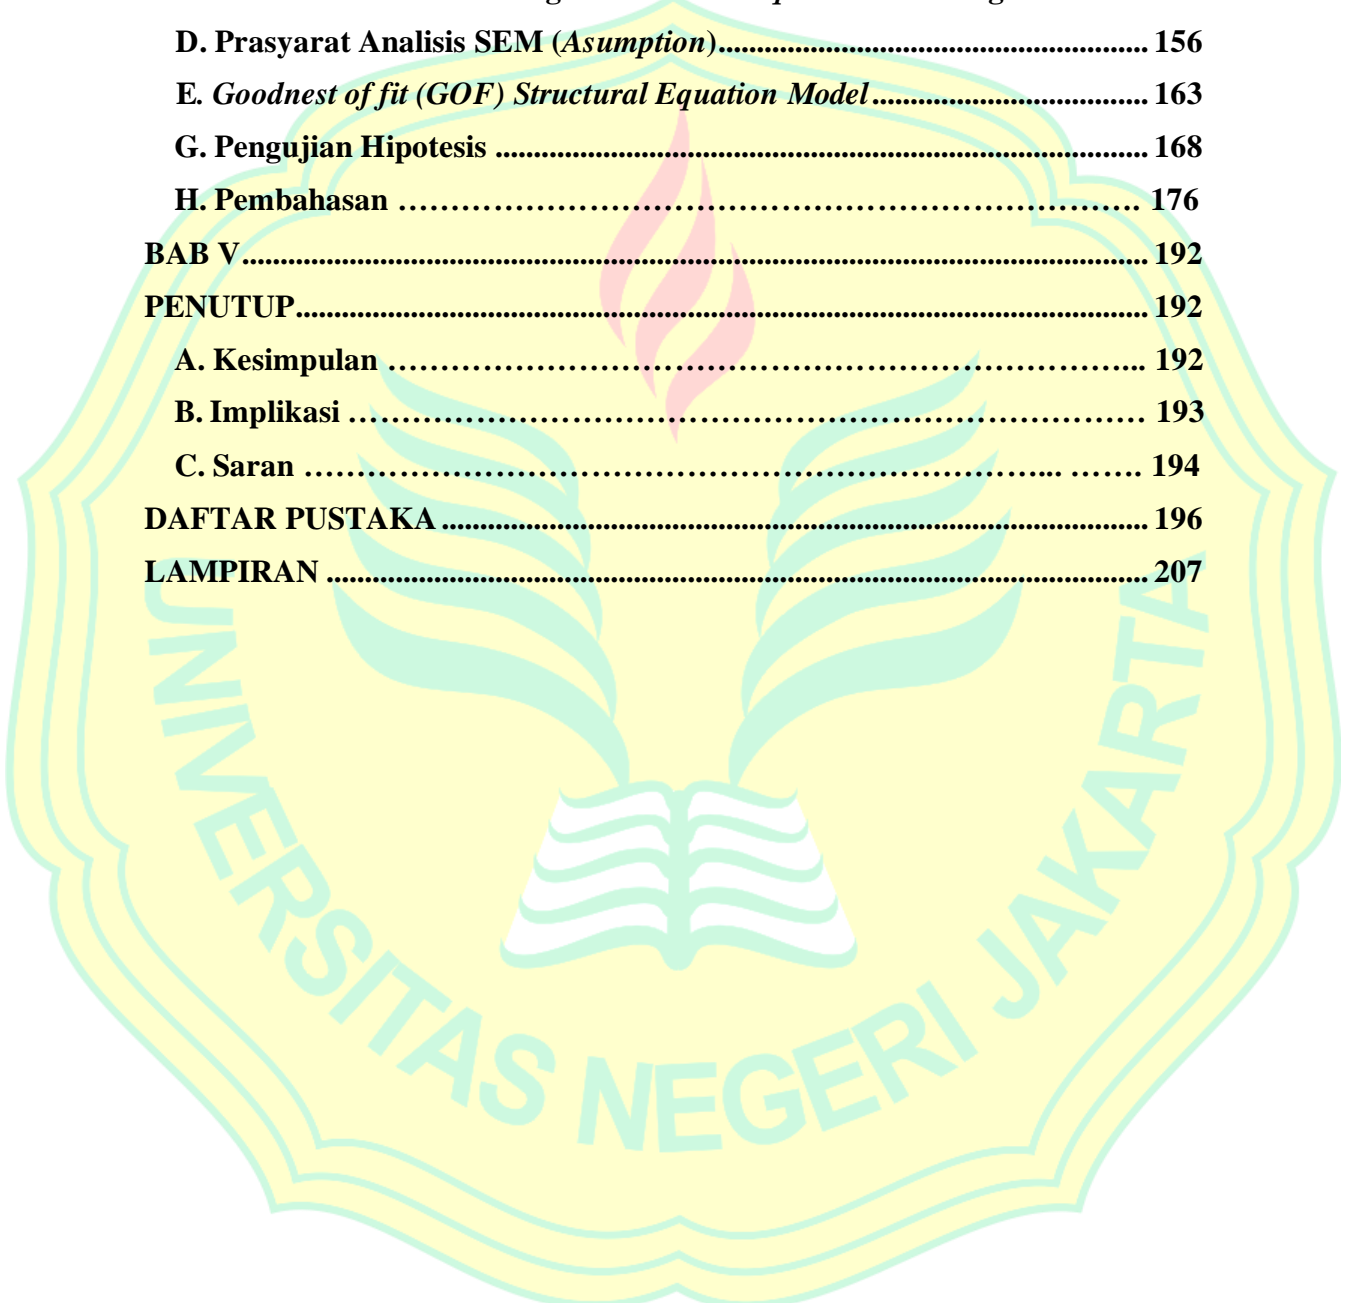 D. Prasyarat Analisis SEM (Asumption)........................................................ 156
E. Goodnest of fit (GOF) Structural Equation Model.................................... 163
G. Pengujian Hipotesis ..................................................................................... 168
H. Pembahasan ………………………………………………………………………. 176
BAB V...................................................................................................................... 192
PENUTUP............................................................................................................... 192
A. Kesimpulan …………………………………………………………………….... 192
B. Implikasi ……………………………………………………………………………. 193
C. Saran ………………………………………………………………………….... ……. 194
DAFTAR PUSTAKA ............................................................................................ 196
LAMPIRAN ........................................................................................................... 207
UNIVERSITAS NEGERI JAKARTA